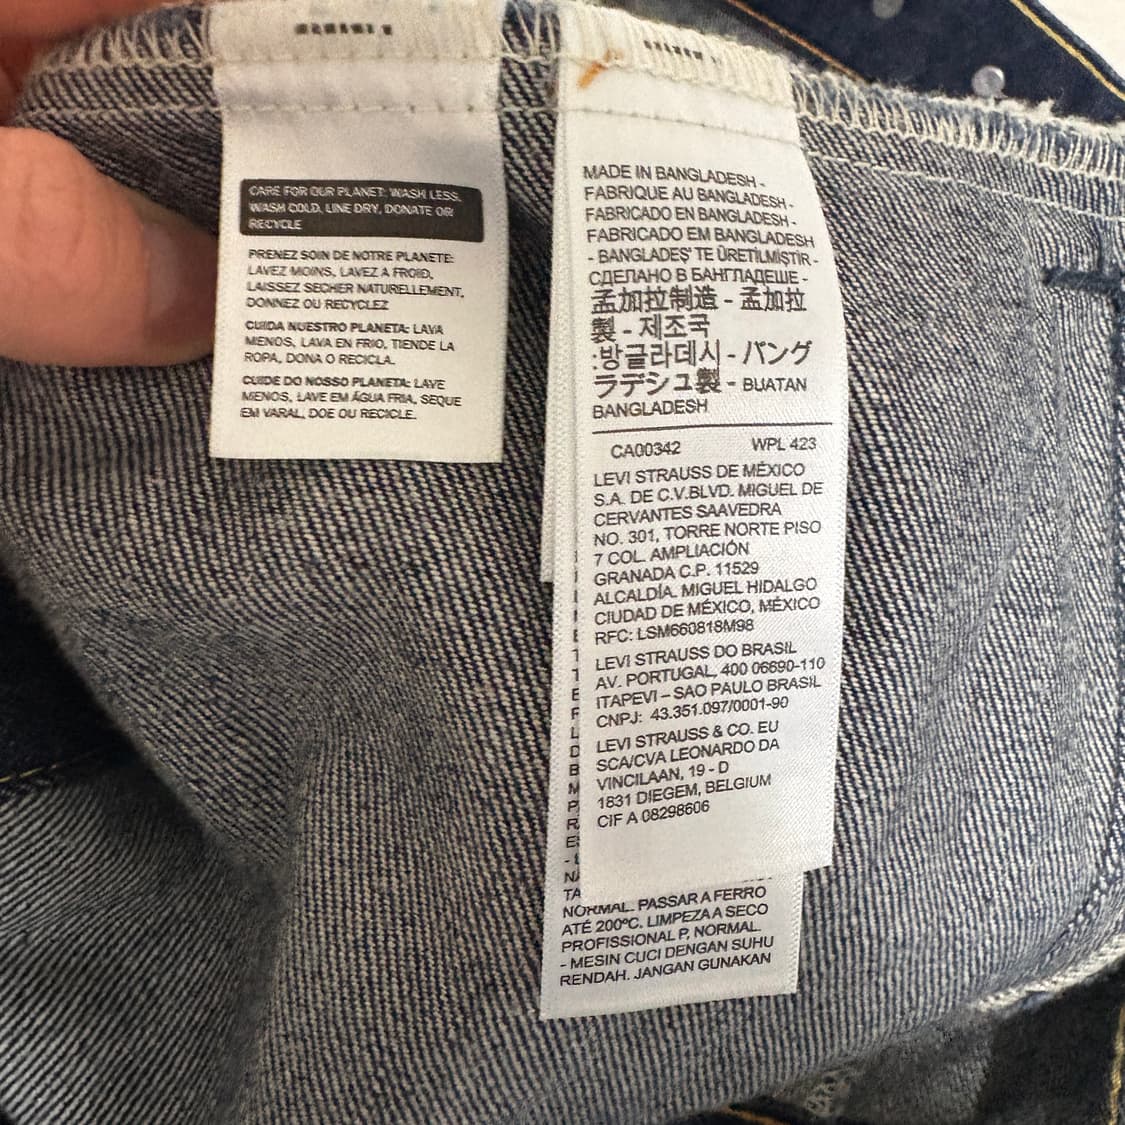 CARE FOR OUR PLANET: WASH LESS,
WASH COLD, LINE DRY, DONATE OR
RECYCLE
PRENEZ SOIN DE NOTRE PLANETE:
LAVEZ MOINS, LAVEZ A FROID,
LAISSEZ SECHER NATURELLEMENT,
DONNEZ OU RECYCLEZ
CUIDA NUESTRO PLANETA: LAVA
MENOS, LAVA EN FRIO, TIENDE LA
ROPA, DONA O RECICLA.
CUIDE DO NOSSO PLANETA: LAVE
MENOS, LAVE EM ÁGUA FRIA, SEQUE
EM VARAL, DOE OU RECICLE.
MADE IN BANGLADESH -
FABRIQUE AU BANGLADESH -
FABRICADO EN BANGLADESH -
FABRICADO EM BANGLADESH
- BANGLADEŞ' TE ÜRETİLMİŞTİR -
СДЕЛАНО В БАНГЛАДЕШЕ -
孟加拉制造 - 孟加拉
製 - 제조국
:방글라데시 - バング
ラデシュ製 - BUATAN
BANGLADESH
CA00342 WPL 423
LEVI STRAUSS DE MÉXICO
S.A. DE C.V.BLVD. MIGUEL DE
CERVANTES SAAVEDRA
NO. 301, TORRE NORTE PISO
7 COL. AMPLIACIÓN
GRANADA C.P. 11529
ALCALDÍA. MIGUEL HIDALGO
CIUDAD DE MÉXICO, MÉXICO
RFC: LSM660818M98
LEVI STRAUSS DO BRASIL
AV. PORTUGAL, 400 06690-110
ITAPEVI – SAO PAULO BRASIL
CNPJ: 43.351.097/0001-90
LEVI STRAUSS & CO. EU
SCA/CVA LEONARDO DA
VINCILAAN, 19 - D
1831 DIEGEM, BELGIUM
CIF A 08298606
NORMAL. PASSAR A FERRO
ATÉ 200ºC. LIMPEZA A SECO
PROFISSIONAL P, NORMAL.
- MESIN CUCI DENGAN SUHU
RENDAH. JANGAN GUNAKAN